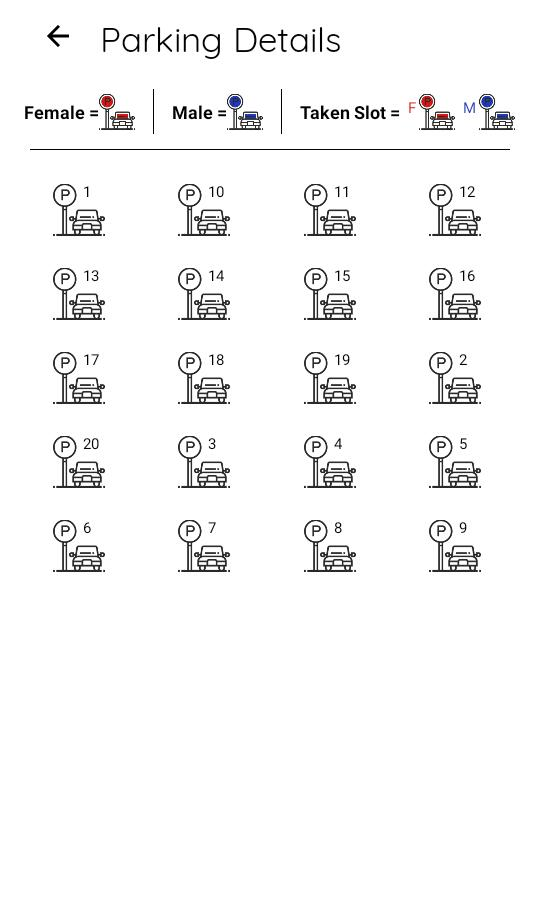 Parking Details
Female = P Male = P Taken Slot = F P M P
P 1 P 10 P 11 P 12
P 13 P 14 P 15 P 16
P 17 P 18 P 19 P 2
P 20 P 3 P 4 P 5
P 6 P 7 P 8 P 9